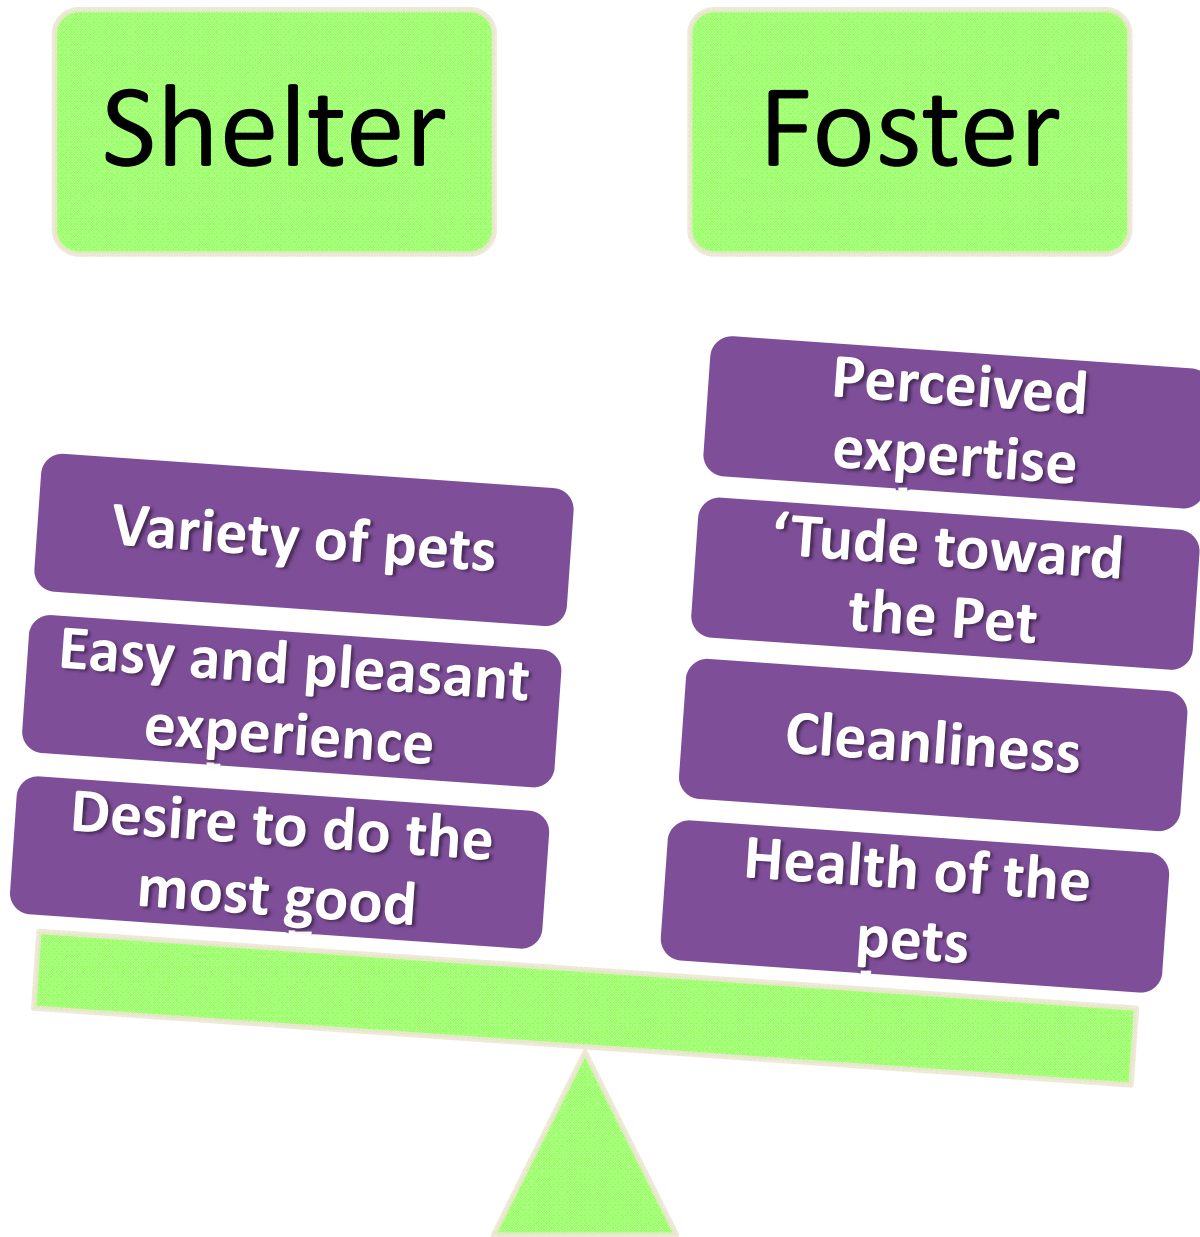 Shelter
Foster
Variety of pets
Easy and pleasant
experience
Desire to do the
most good
Perceived
expertise
‘Tude toward
the Pet
Cleanliness
Health of the
pets